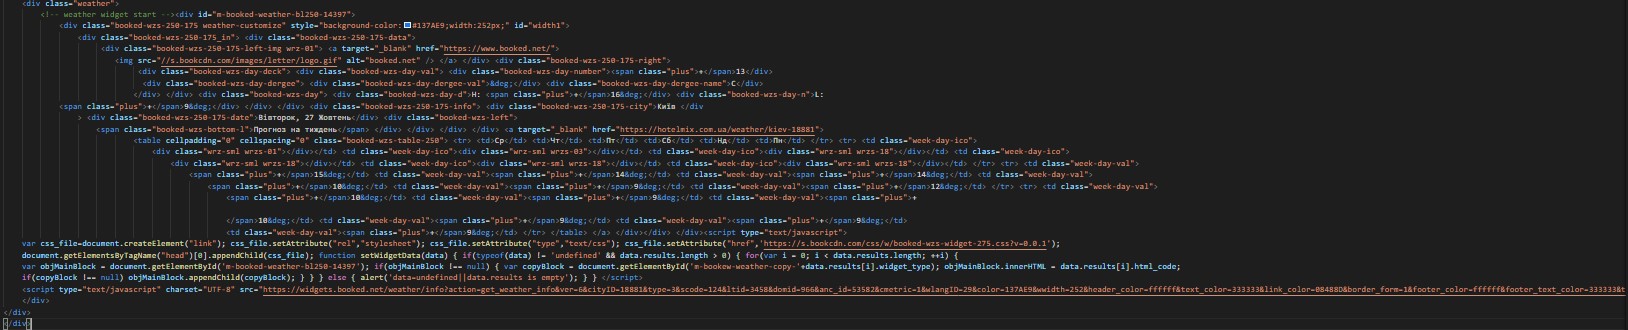 <div class="weather">
<!-- weather widget start --><div id="m-booked-weather-bl250-14397">
<div class="booked-wzs-250-175 weather-customize" style="background-color:#137AE9;width:252px;" id="width1">
<div class="booked-wzs-250-175_in"> <div class="booked-wzs-250-175-data">
<div class="booked-wzs-250-175-left-img wrz-01"> <a target="_blank" href="https://www.booked.net/">
<img src="//s.bookcdn.com/images/letter/logo.gif" alt="booked.net" /> </a> </div> <div class="booked-wzs-250-175-right">
<div class="booked-wzs-day-deck"> <div class="booked-wzs-day-val"> <div class="booked-wzs-day-number"><span class="plus">+</span>13</div>
<div class="booked-wzs-day-dergee"> <div class="booked-wzs-day-dergee-val">&deg;</div> <div class="booked-wzs-day-dergee-name">C</div>
</div> </div> <div class="booked-wzs-day"> <div class="booked-wzs-day-d">H: <span class="plus">+</span>16&deg;</div> <div class="booked-wzs-day-n">L:
<span class="plus">+</span>9&deg;</div> </div> </div> <div class="booked-wzs-250-175-info"> <div class="booked-wzs-250-175-city">Київ </div
> <div class="booked-wzs-250-175-date">Вівторок, 27 Жовтень</div> <div class="booked-wzs-left">
<span class="booked-wzs-bottom-l">Прогноз на тиждень</span> </div> </div> </div> </div> <a target="_blank" href="https://hotelmix.com.ua/weather/kiev-18881">
<table cellpadding="0" cellspacing="0" class="booked-wzs-table-250"> <tr> <td>Ср</td> <td>Чт</td> <td>Пт</td> <td>Сб</td> <td>Нд</td> <td>Пн</td> </tr> <tr> <td class="week-day-ico">
<div class="wrz-sml wrzs-01"></div></td> <td class="week-day-ico"><div class="wrz-sml wrzs-03"></div></td> <td class="week-day-ico"><div class="wrz-sml wrzs-18"></div></td> <td class="week-day-ico">
<div class="wrz-sml wrzs-18"></div></td> <td class="week-day-ico"><div class="wrz-sml wrzs-18"></div></td> <td class="week-day-ico"><div class="wrz-sml wrzs-18"></div></td> </tr> <tr> <td class="week-day-val">
<span class="plus">+</span>15&deg;</td> <td class="week-day-val"><span class="plus">+</span>14&deg;</td> <td class="week-day-val"><span class="plus">+</span>14&deg;</td> <td class="week-day-val">
<span class="plus">+</span>10&deg;</td> <td class="week-day-val"><span class="plus">+</span>9&deg;</td> <td class="week-day-val"><span class="plus">+</span>12&deg;</td> </tr> <tr> <td class="week-day-val">
<span class="plus">+</span>10&deg;</td> <td class="week-day-val"><span class="plus">+</span>9&deg;</td> <td class="week-day-val"><span class="plus">+
</span>10&deg;</td> <td class="week-day-val"><span class="plus">+</span>9&deg;</td> <td class="week-day-val"><span class="plus">+</span>9&deg;</td>
<td class="week-day-val"><span class="plus">+</span>9&deg;</td> </tr> </table> </a> </div> </div></div><script type="text/javascript">
var css_file=document.createElement("link"); css_file.setAttribute("rel","stylesheet"); css_file.setAttribute("type","text/css"); css_file.setAttribute("href",'https://s.bookcdn.com/css/w/booked-wzs-widget-275.css?v=0.0.1');
document.getElementsByTagName("head")[0].appendChild(css_file); function setWidgetData(data) { if(typeof(data) != 'undefined' && data.results.length > 0) { for(var i = 0; i < data.results.length; ++i) {
var objMainBlock = document.getElementById('m-booked-weather-bl250-14397'); if(objMainBlock !== null) { var copyBlock = document.getElementById('m-bookew-weather-copy-'+data.results[i].widget_type); objMainBlock.innerHTML = data.results[i].html_code;
if(copyBlock !== null) objMainBlock.appendChild(copyBlock); } } } else { alert('data=undefined||data.results is empty'); } } </script>
<script type="text/javascript" charset="UTF-8" src="https://widgets.booked.net/weather/info?action=get_weather_info&ver=6&cityID=18881&type=3&scode=124&ltid=3458&domid=966&anc_id=53582&cmetric=1&wlangID=29&color=137AE9&wwidth=252&header_color=ffffff&text_color=333333&link_color=08488D&border_form=1&footer_color=ffffff&footer_text_color=333333&t
</div>
</div>
</div>